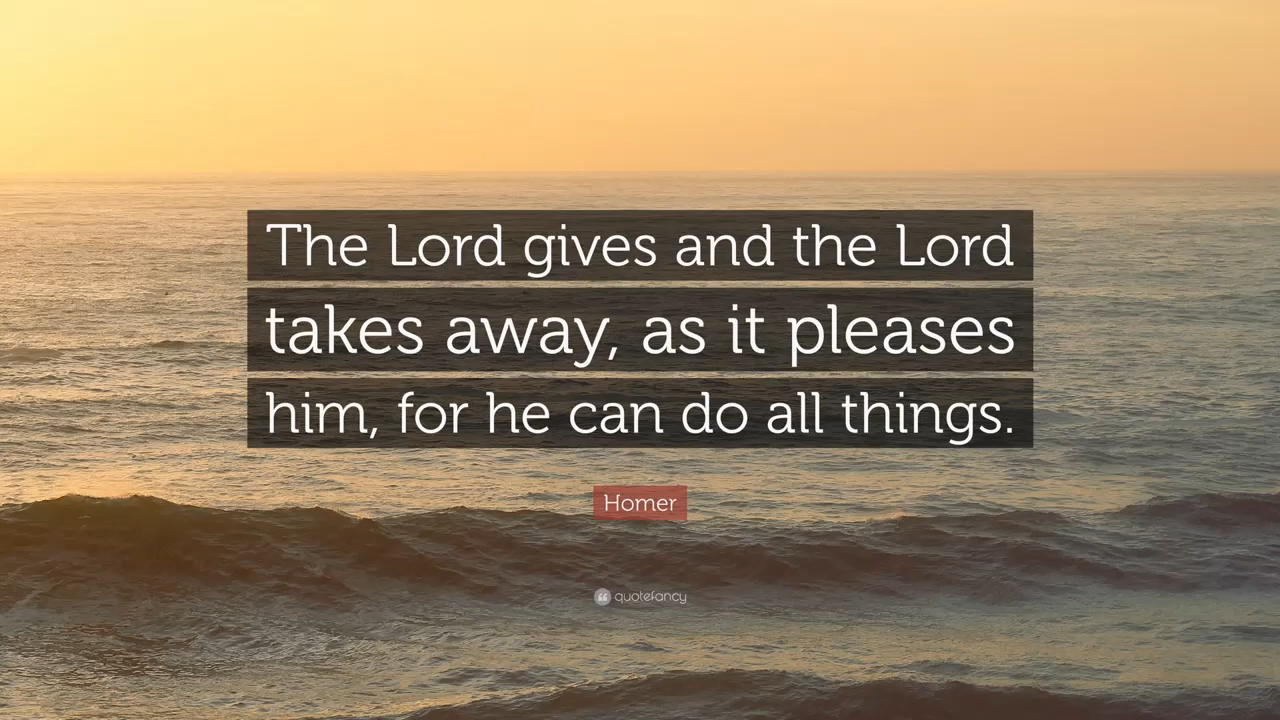 The Lord gives and the Lord
takes away, as it pleases
him, for he can do all things.
Homer
quotefancy